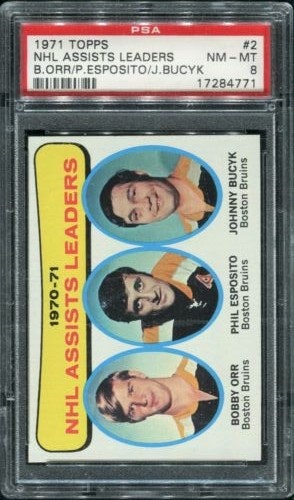 PSA
1971 TOPPS #2
NHL ASSISTS LEADERS NM-MT
B.ORR/P.ESPOSITO/J.BUCYK 8
17284771
1970-71
NHL ASSISTS LEADERS
BOBBY ORR
Boston Bruins
PHIL ESPOSITO
Boston Bruins
JOHNNY BUCYK
Boston Bruins